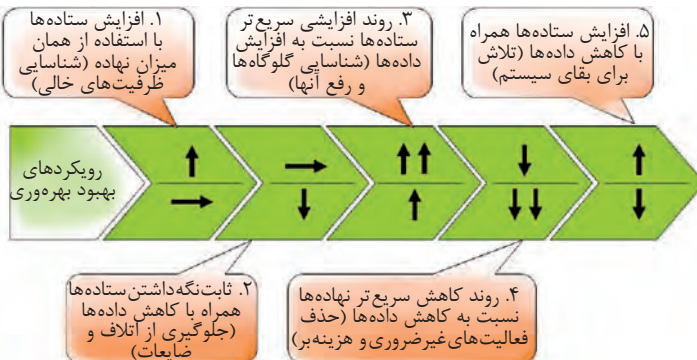 ۱. افزایش ستاده‌ها
با استفاده از همان
میزان نهاده (شناسایی
ظرفیت‌های خالی)
۳. روند افزایشی سریع‌تر
ستاده‌ها نسبت به افزایش
داده‌ها (شناسایی گلوگاه‌ها
و رفع آنها)
۵. افزایش ستاده‌ها همراه
با کاهش داده‌ها (تلاش
برای بقای سیستم)
رویکردهای
بهبود بهره‌وری
۲. ثابت‌نگه‌داشتن ستاده‌ها
همراه با کاهش داده‌ها
(جلوگیری از اتلاف و
ضایعات)
۴. روند کاهش سریع‌تر نهاده‌ها
نسبت به کاهش داده‌ها (حذف
فعالیت‌های غیرضروری و هزینه‌بر)